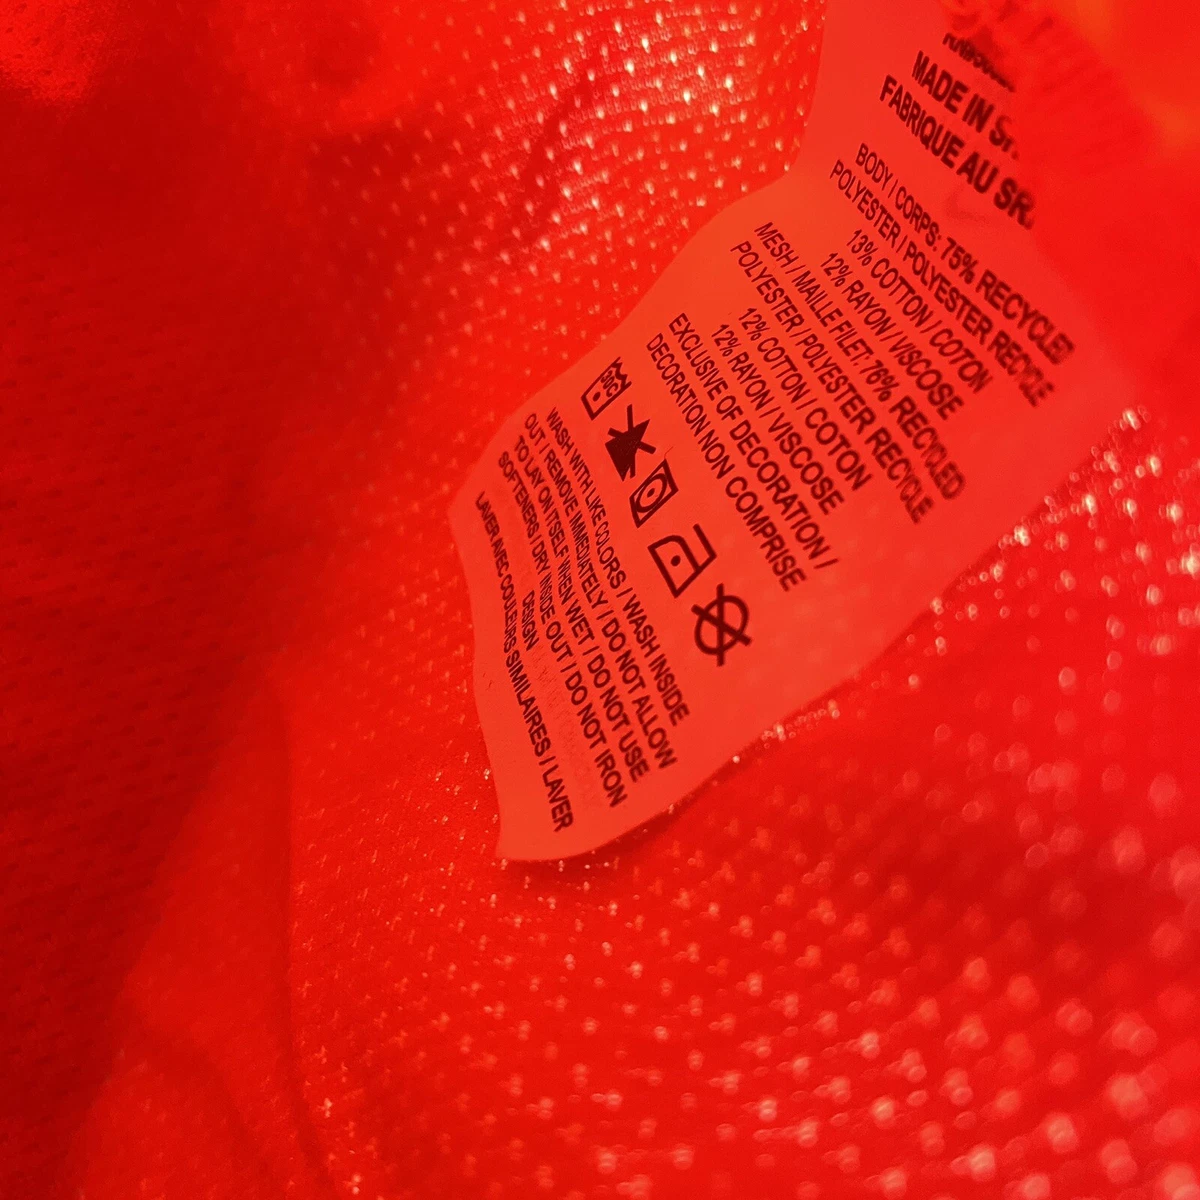 MADE IN
FABRIQUE AU SRI
BODY / CORPS: 75% RECYCLED
POLYESTER / POLYESTER RECYCLE
13% COTTON / COTON
12% RAYON / VISCOSE
MESH / MAILLE FILET: 76% RECYCLED
POLYESTER / POLYESTER RECYCLE
12% COTTON / COTON
12% RAYON / VISCOSE
EXCLUSIVE OF DECORATION /
DECORATION NON COMPRISE
WASH WITH LIKE COLORS / WASH INSIDE
OUT / REMOVE IMMEDIATELY / DO NOT ALLOW
TO LAY ON ITSELF WHEN WET / DO NOT USE
SOFTENERS / DRY INSIDE OUT / DO NOT IRON
DESIGN
LAVER AVEC COULEURS SIMILAIRES / LAVER